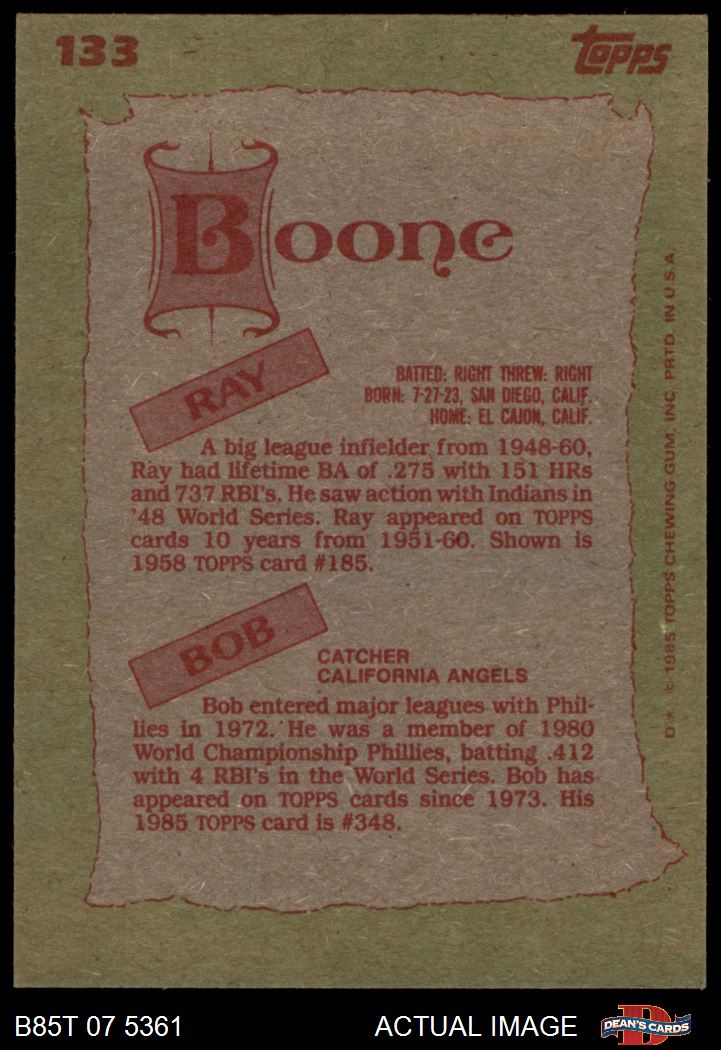 133
TOPPS
Boone
RAY
BATTED: RIGHT THREW: RIGHT
BORN: 7-27-23, SAN DIEGO, CALIF.
HOME: EL CAJON, CALIF.
A big league infielder from 1948-60,
Ray had lifetime BA of .275 with 151 HRs
and 737 RBI's. He saw action with Indians in
'48 World Series. Ray appeared on TOPPS
cards 10 years from 1951-60. Shown is
1958 TOPPS card #185.
BOB
CATCHER
CALIFORNIA ANGELS
Bob entered major leagues with Phil-
lies in 1972. He was a member of 1980
World Championship Phillies, batting .412
with 4 RBI's in the World Series. Bob has
appeared on TOPPS cards since 1973. His
1985 TOPPS card is #348.
D* © 1985 TOPPS CHEWING GUM, INC. PRTD. IN U.S.A.
B85T 07 5361
ACTUAL IMAGE
D
DEAN'S CARDS